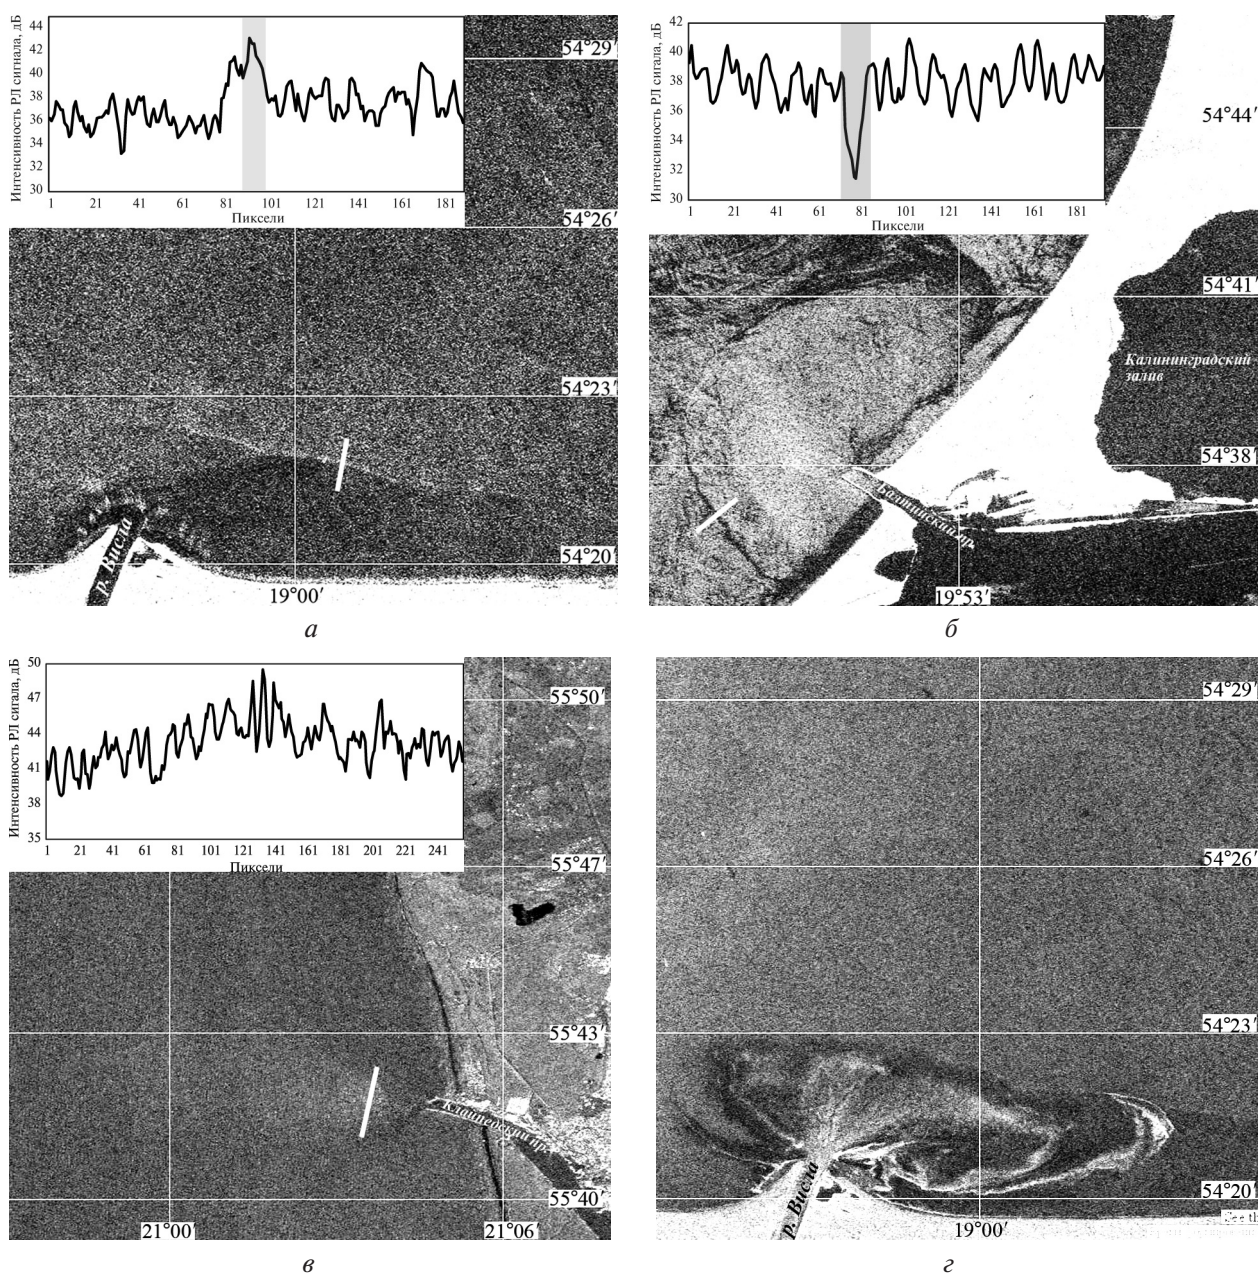 Интенсивность РЛ сигнала, дБ
44
42
40
38
36
34
32
30
1 21 41 61 81 101 121 141 161 181
Пиксели
54°29′
54°26′
54°23′
54°20′
19°00′
р. Висла
а
Интенсивность РЛ сигала, дБ
42
40
38
36
34
32
30
1 21 41 61 81 101 121 141 161 181
Пиксели
54°44′
54°41′
Калининградский
залив
54°38′
Балтийский пр.
19°53′
б
Интенсивность РЛ сигала, дБ
50
47
44
41
38
35
1 21 41 61 81 101 121 141 161 181 201 221 241
Пиксели
55°50′
55°47′
55°43′
Клайпедский пр.
55°40′
21°00′ 21°06′
в
54°29′
54°26′
54°23′
54°20′
р. Висла
19°00′
г